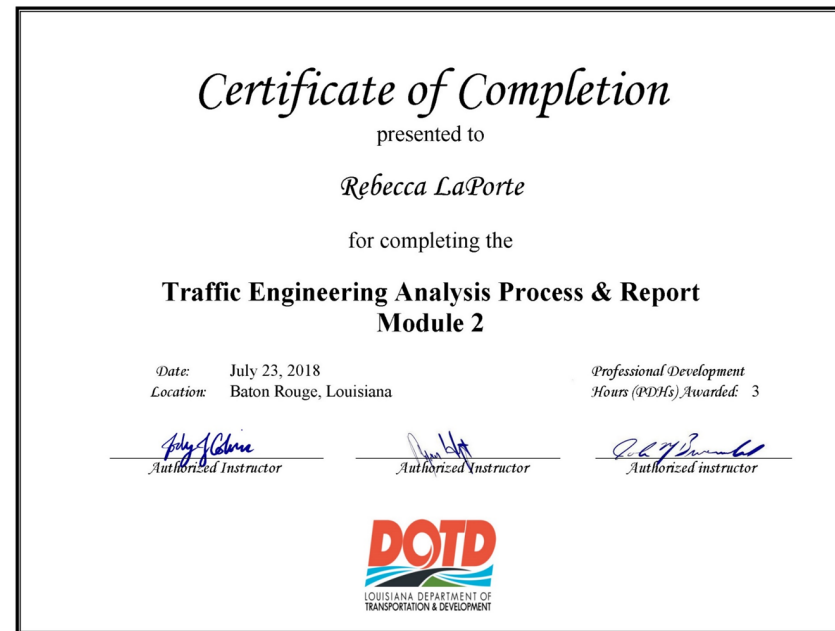 Certificate of Completion
presented to
Rebecca LaPorte
for completing the
Traffic Engineering Analysis Process & Report
Module 2
Date: July 23, 2018
Location: Baton Rouge, Louisiana
Professional Development
Hours (PDHs) Awarded: 3
Authorized Instructor
Authorized Instructor
Authorized instructor
DOTD
LOUISIANA DEPARTMENT OF
TRANSPORTATION & DEVELOPMENT